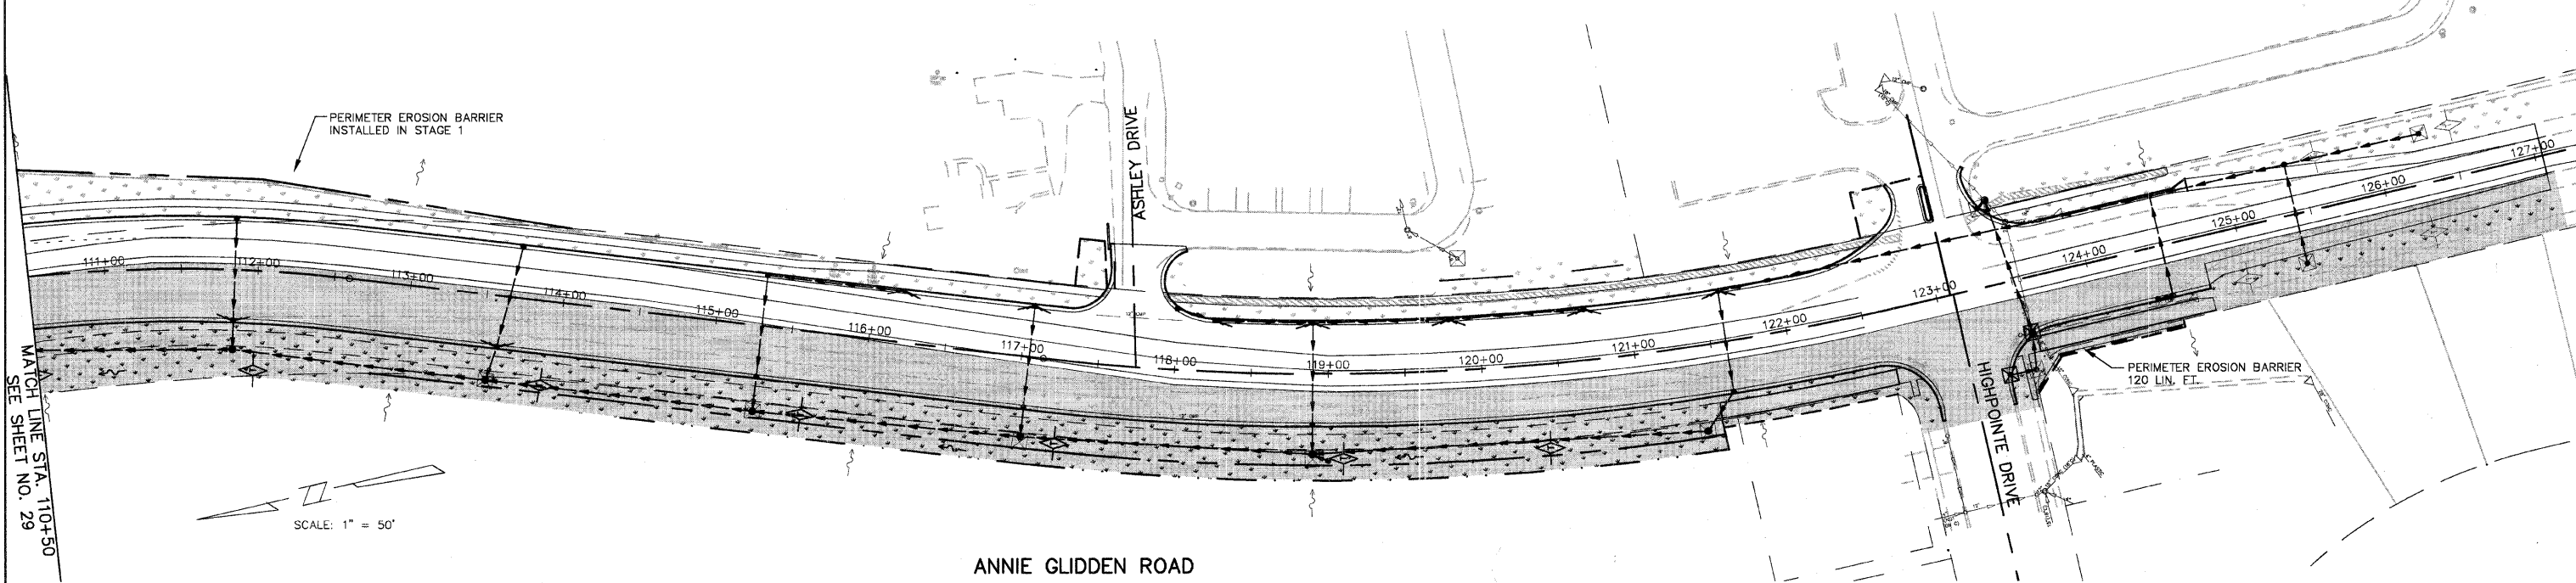 PERIMETER EROSION BARRIER
INSTALLED IN STAGE 1
ASHLEY DRIVE
111+00
112+00
113+00
114+00
115+00
116+00
117+00
118+00
119+00
120+00
121+00
122+00
123+00
124+00
125+00
126+00
127+00
PERIMETER EROSION BARRIER
120 LIN. FT.
HIGHPOINTE DRIVE
MATCH LINE STA. 110+50
SEE SHEET NO. 29
SCALE: 1" = 50'
ANNIE GLIDDEN ROAD